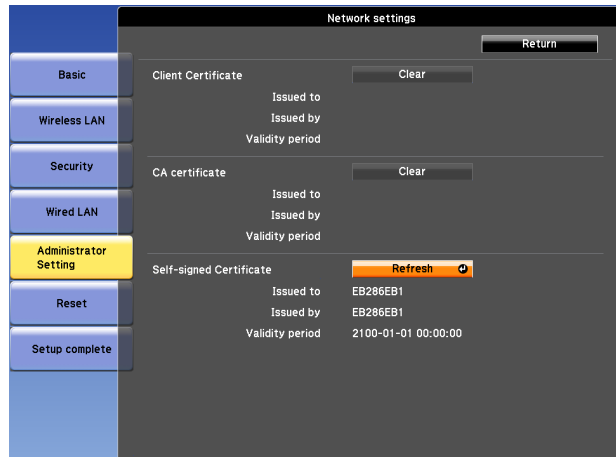 Network settings
Return
Basic
Wireless LAN
Security
Wired LAN
Administrator
Setting
Reset
Setup complete
Client Certificate Clear
Issued to
Issued by
Validity period
CA certificate Clear
Issued to
Issued by
Validity period
Self-signed Certificate Refresh
Issued to EB286EB1
Issued by EB286EB1
Validity period 2100-01-01 00:00:00